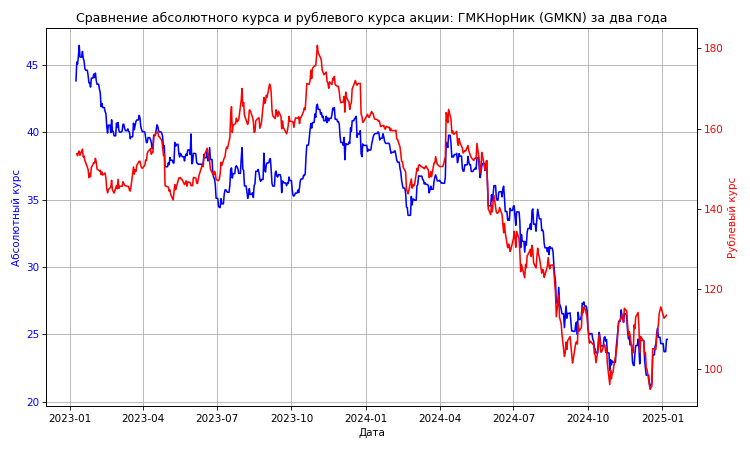 Сравнение абсолютного курса и рублевого курса акции: ГМКНорНик (GMKN) за два года
45
40
35
30
25
20
Абсолютный курс
180
160
140
120
100
Рублевый курс
2023-01 2023-04 2023-07 2023-10 2024-01 2024-04 2024-07 2024-10 2025-01
Дата